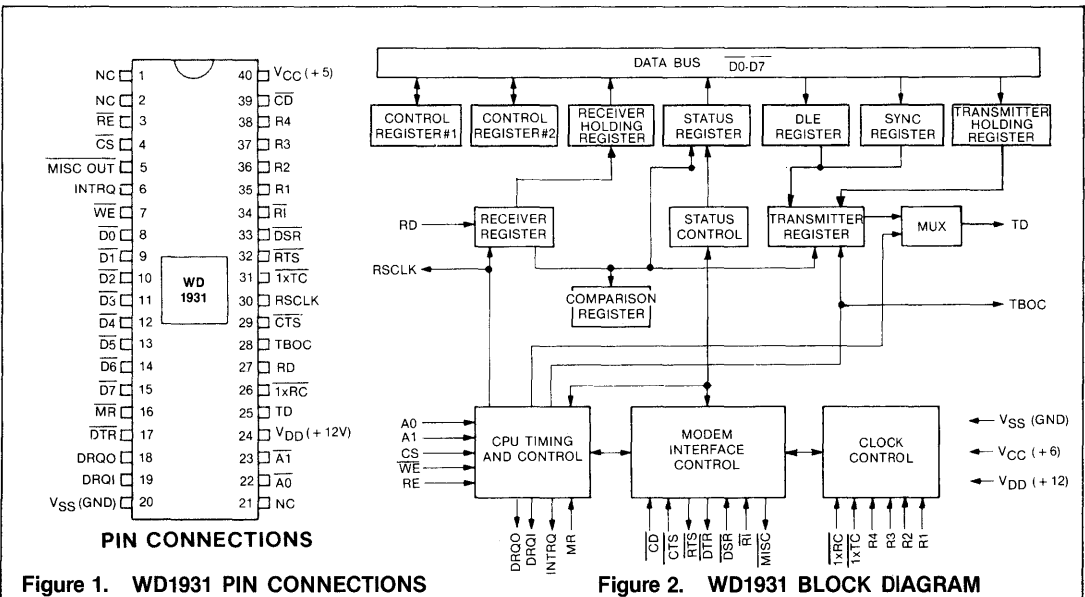 NC 1
NC 2
RE 3
CS 4
MISC OUT 5
INTRQ 6
WE 7
D0 8
D1 9
D2 10
D3 11
D4 12
D5 13
D6 14
D7 15
MR 16
DTR 17
DRQO 18
DRQI 19
VSS (GND) 20
40 VCC (+5)
39 CD
38 R4
37 R3
36 R2
35 R1
34 RI
33 DSR
32 RTS
31 1xTC
30 RSCLK
29 CTS
28 TBOC
27 RD
26 1xRC
25 TD
24 VDD (+12V)
23 A1
22 A0
21 NC
WD
1931
PIN CONNECTIONS
Figure 1. WD1931 PIN CONNECTIONS
DATA BUS D0-D7
CONTROL
REGISTER#1
CONTROL
REGISTER#2
RECEIVER
HOLDING
REGISTER
STATUS
REGISTER
DLE
REGISTER
SYNC
REGISTER
TRANSMITTER
HOLDING
REGISTER
RD
RECEIVER
REGISTER
STATUS
CONTROL
TRANSMITTER
REGISTER
MUX
TD
RSCLK
COMPARISON
REGISTER
TBOC
A0
A1
CS
WE
RE
CPU TIMING
AND CONTROL
MODEM
INTERFACE
CONTROL
CLOCK
CONTROL
VSS (GND)
VCC (+6)
VDD (+12)
DRQO
DRQI
INTRQ
MR
CD
CTS
RTS
DTR
DSR
RI
MISC
1xRC
1xTC
R4
R3
R2
R1
Figure 2. WD1931 BLOCK DIAGRAM